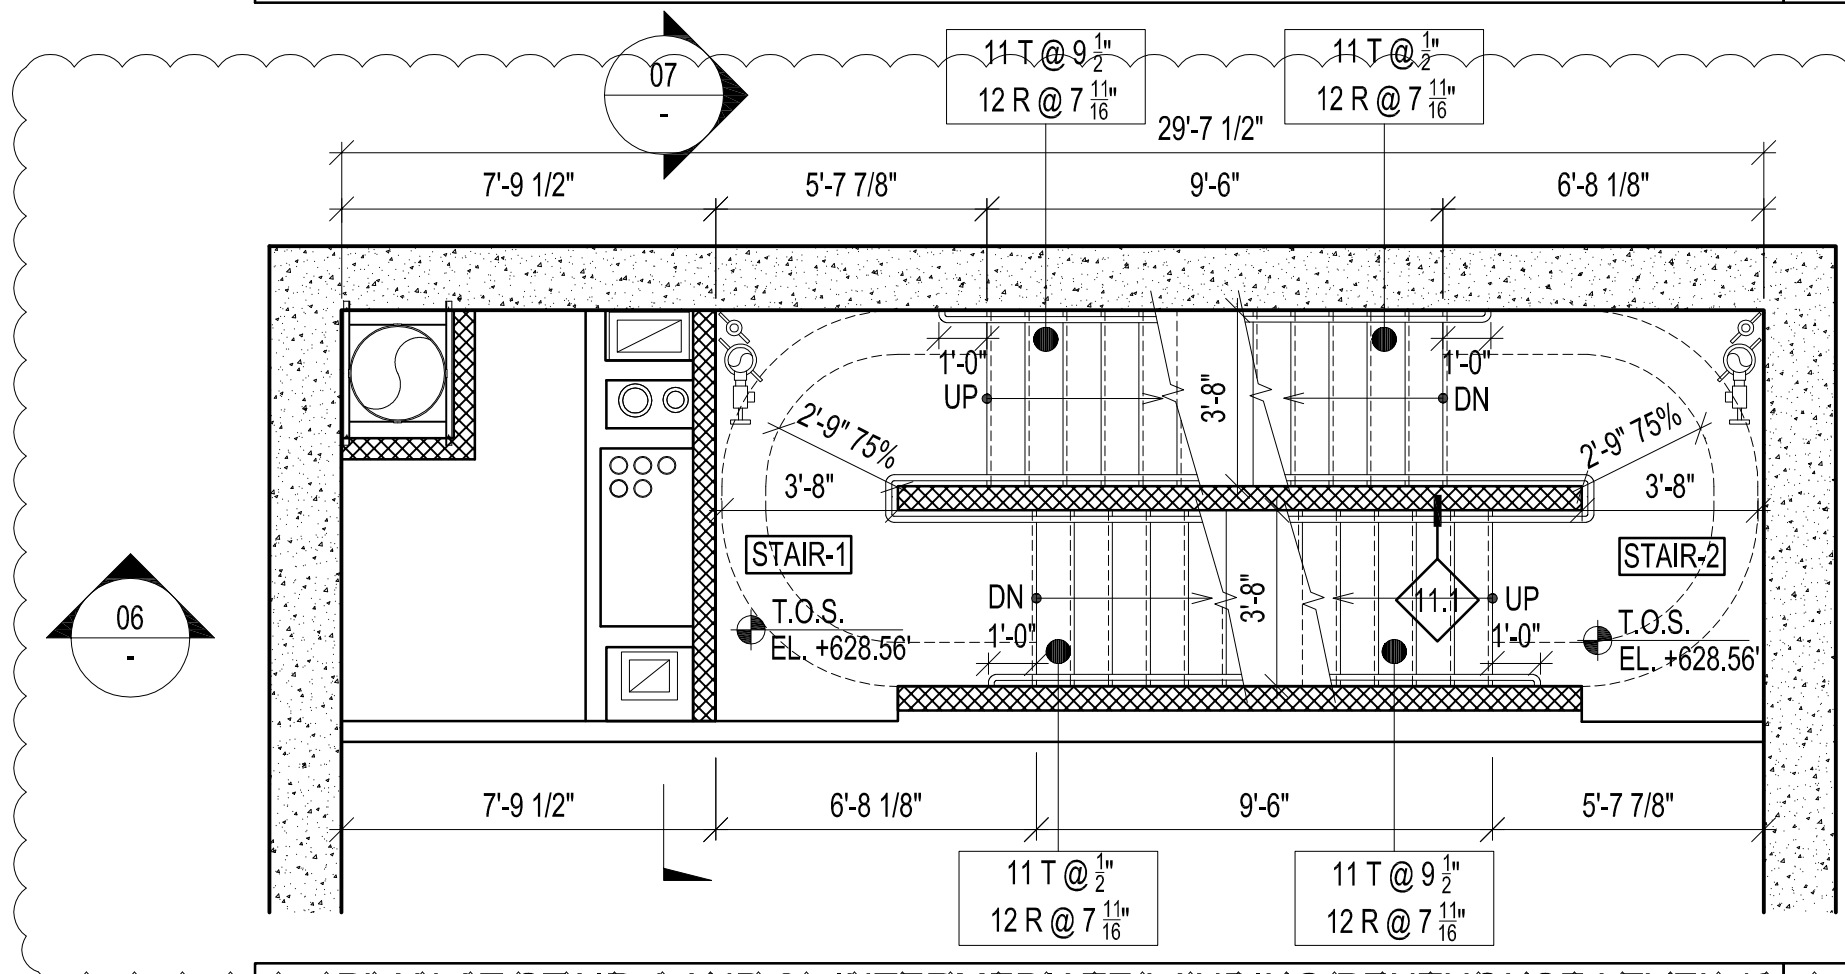 07
-
11 T @ 9 1/2"
12 R @ 7 11/16"
11 T @ 1/2"
12 R @ 7 11/16"
29'-7 1/2"
7'-9 1/2"
5'-7 7/8"
9'-6"
6'-8 1/8"
1'-0"
1'-0"
UP
3'-8"
DN
2'-9" 75%
2'-9" 75%
3'-8"
3'-8"
STAIR-1
STAIR-2
06
-
T.O.S.
EL. +628.56'
DN
1'-0"
3'-8"
11.1
UP
1'-0"
T.O.S.
EL. +628.56'
7'-9 1/2"
6'-8 1/8"
9'-6"
5'-7 7/8"
11 T @ 1/2"
12 R @ 7 11/16"
11 T @ 9 1/2"
12 R @ 7 11/16"